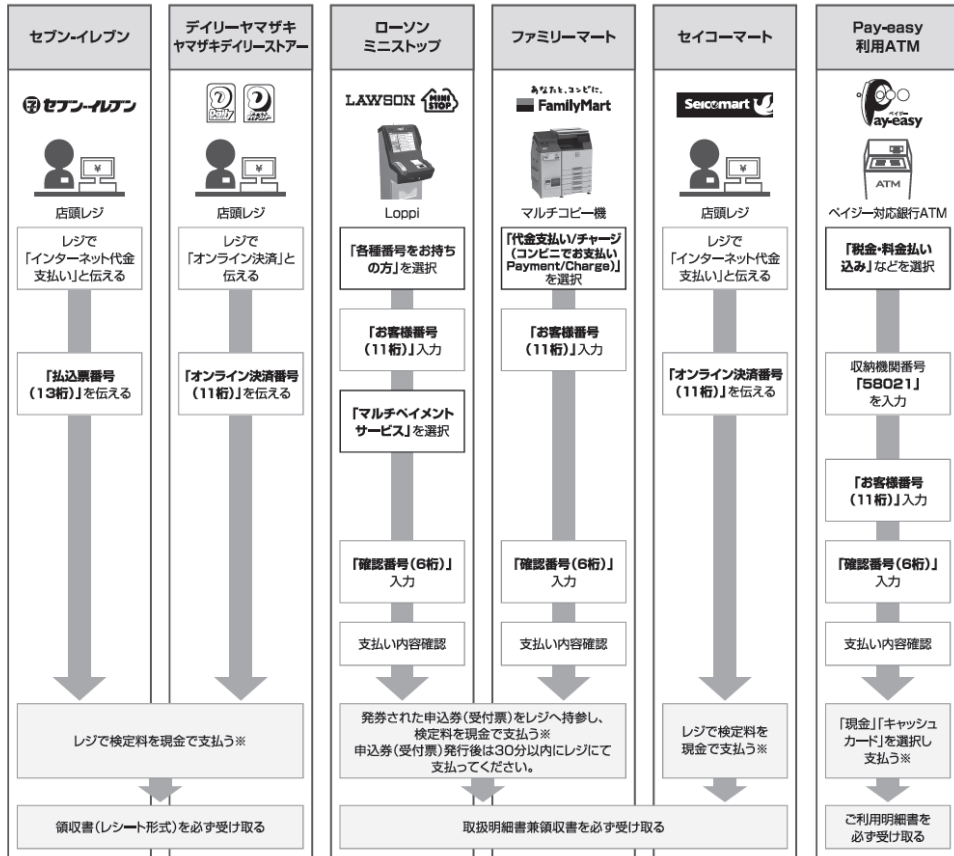 セブン-イレブン
セブン-イレブン
¥
店頭レジ
レジで
「インターネット代金
支払い」と伝える
「払込票番号
(13桁)」を伝える
デイリーヤマザキ
ヤマザキデイリーストアー
Daily
¥
店頭レジ
レジで
「オンライン決済」と
伝える
「オンライン決済番号
(11桁)」を伝える
レジで検定料を現金で支払う※
領収書(レシート形式)を必ず受け取る
ローソン
ミニストップ
LAWSON
MINI
STOP
Loppi
「各種番号をお持ち
の方」を選択
「お客様番号
(11桁)」入力
「マルチペイメント
サービス」を選択
「確認番号(6桁)」
入力
支払い内容確認
ファミリーマート
あなたと、コンビに、
FamilyMart
マルチコピー機
「代金支払い/チャージ
(コンビニでお支払い
Payment/Charge)」
を選択
「お客様番号
(11桁)」入力
「確認番号(6桁)」
入力
支払い内容確認
発券された申込券(受付票)をレジへ持参し、
検定料を現金で支払う※
申込券(受付票)発行後は30分以内にレジにて
支払ってください。
セイコーマート
Seicomart
¥
店頭レジ
レジで
「インターネット代金
支払い」と伝える
「オンライン決済番号
(11桁)」を伝える
レジで検定料を
現金で支払う※
取扱明細書兼領収書を必ず受け取る
Pay-easy
利用ATM
ペイジー
Pay-easy
ATM
ペイジー対応銀行ATM
「税金・料金払い
込み」などを選択
収納機関番号
「58021」
を入力
「お客様番号
(11桁)」入力
「確認番号(6桁)」
入力
支払い内容確認
「現金」「キャッシュ
カード」を選択し
支払う※
ご利用明細書を
必ず受け取る